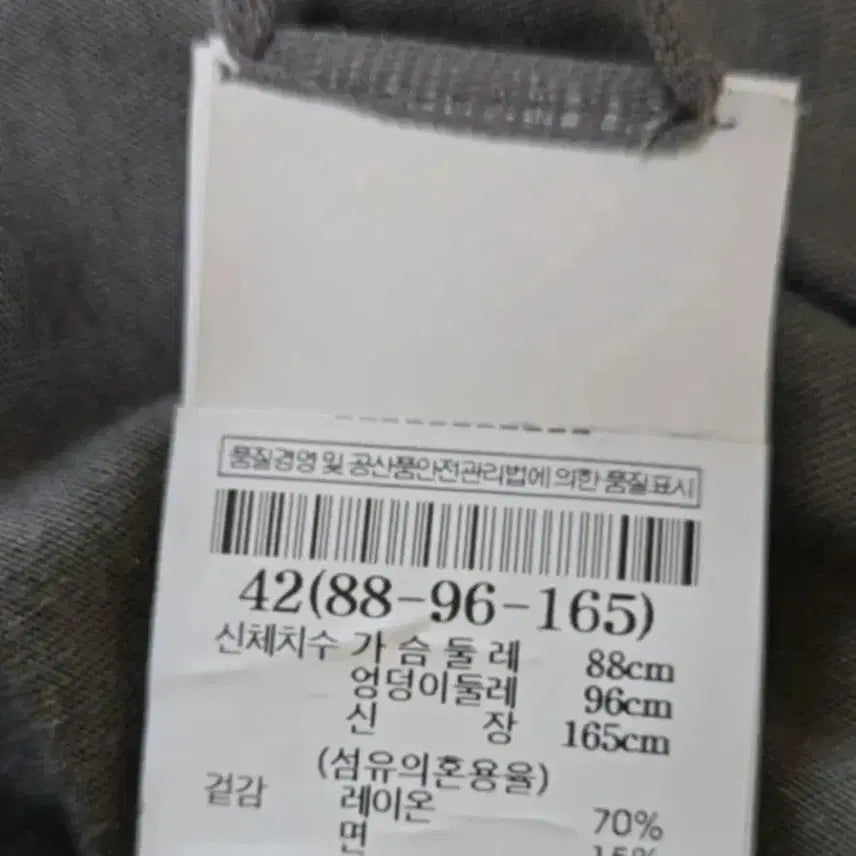 품질경영 및 공산품안전관리법에 의한 품질표시
42(88-96-165)
신체치수 가 슴 둘 레 88cm
엉덩이둘레 96cm
신 장 165cm
(섬유의혼용율)
겉감 레이온 70%
면 15%